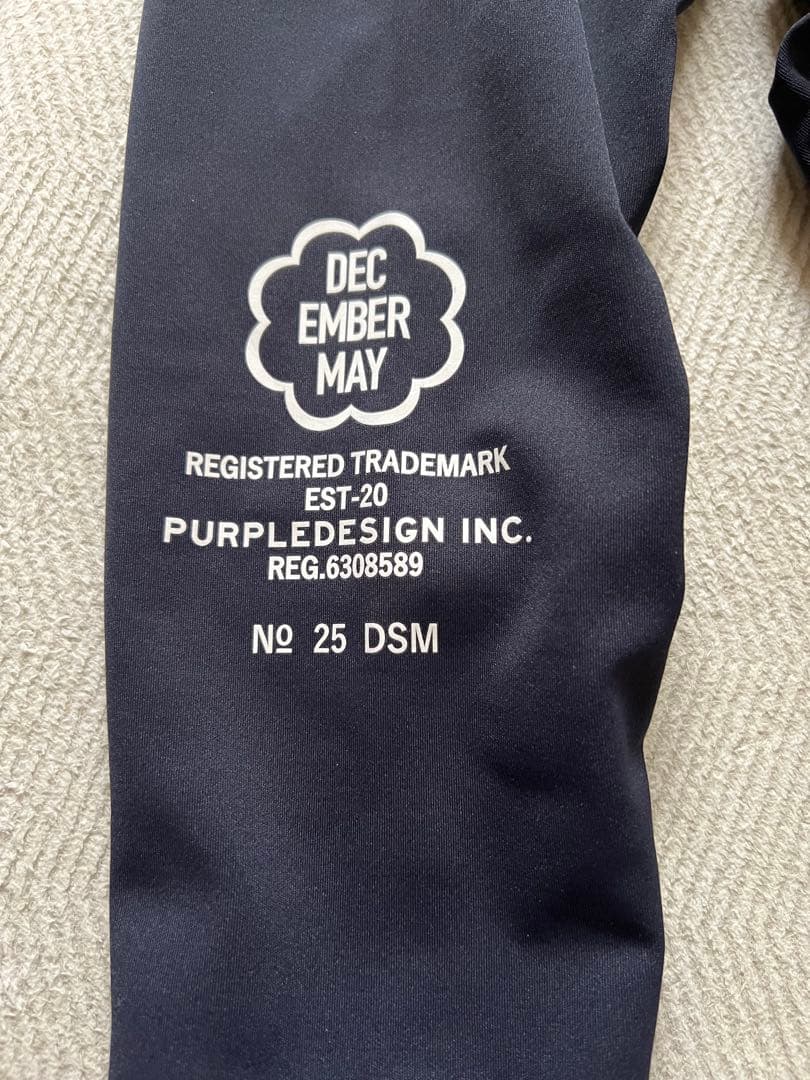 DEC
EMBER
MAY
REGISTERED TRADEMARK
EST-20
PURPLEDESIGN INC.
REG.6308589
Nº 25 DSM